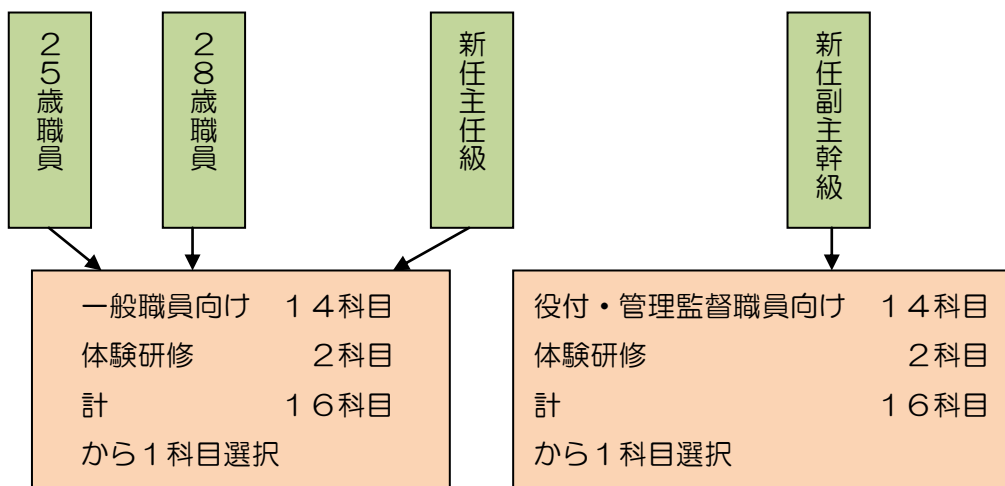 ２５歳職員
２８歳職員
新任主任級
新任副主幹級
一般職員向け　１４科目
体験研修　２科目
計　１６科目
から１科目選択
役付・管理監督職員向け　１４科目
体験研修　２科目
計　１６科目
から１科目選択